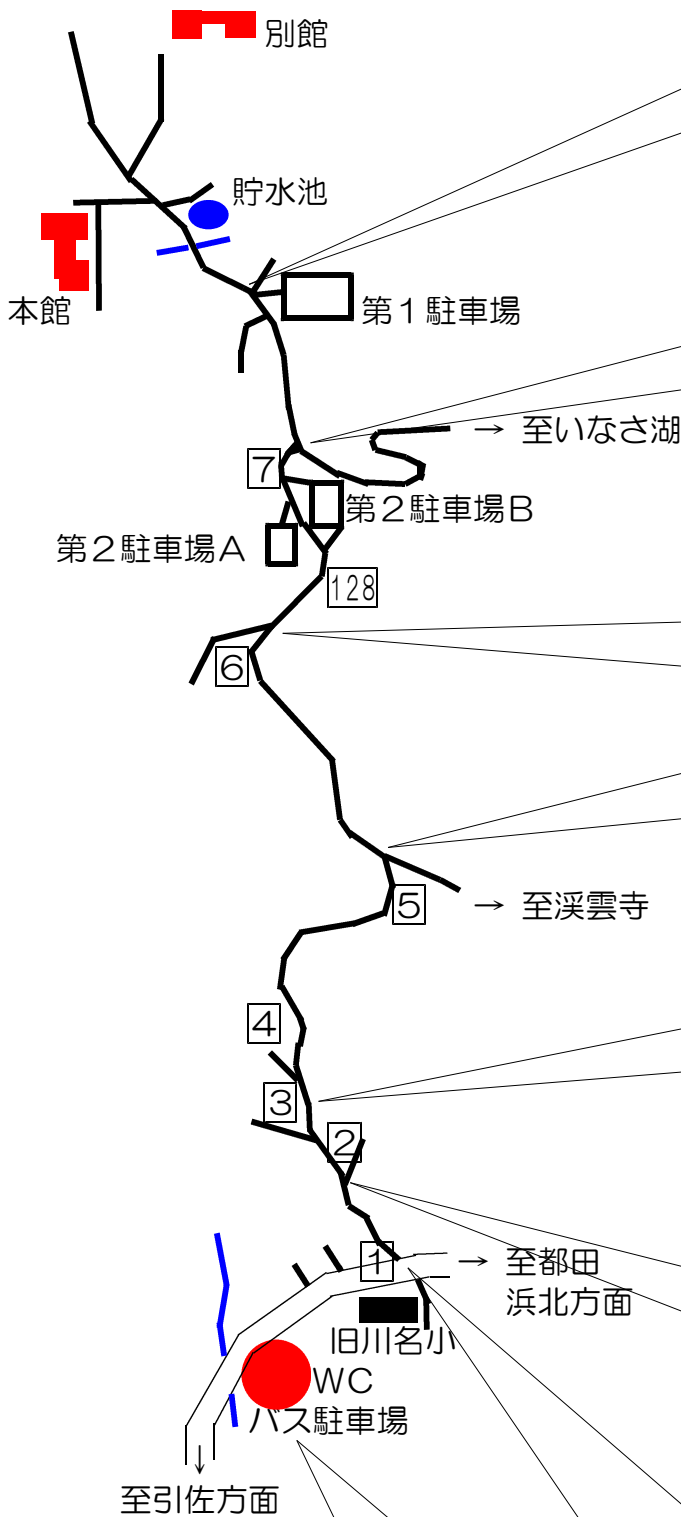 別館
貯水池
本館
第１駐車場
→ 至いなさ湖
7
第２駐車場Ｂ
第２駐車場Ａ
128
6
5
→ 至渓雲寺
4
3
2
1
→ 至都田
浜北方面
旧川名小
ＷＣ
バス駐車場
↓
至引佐方面